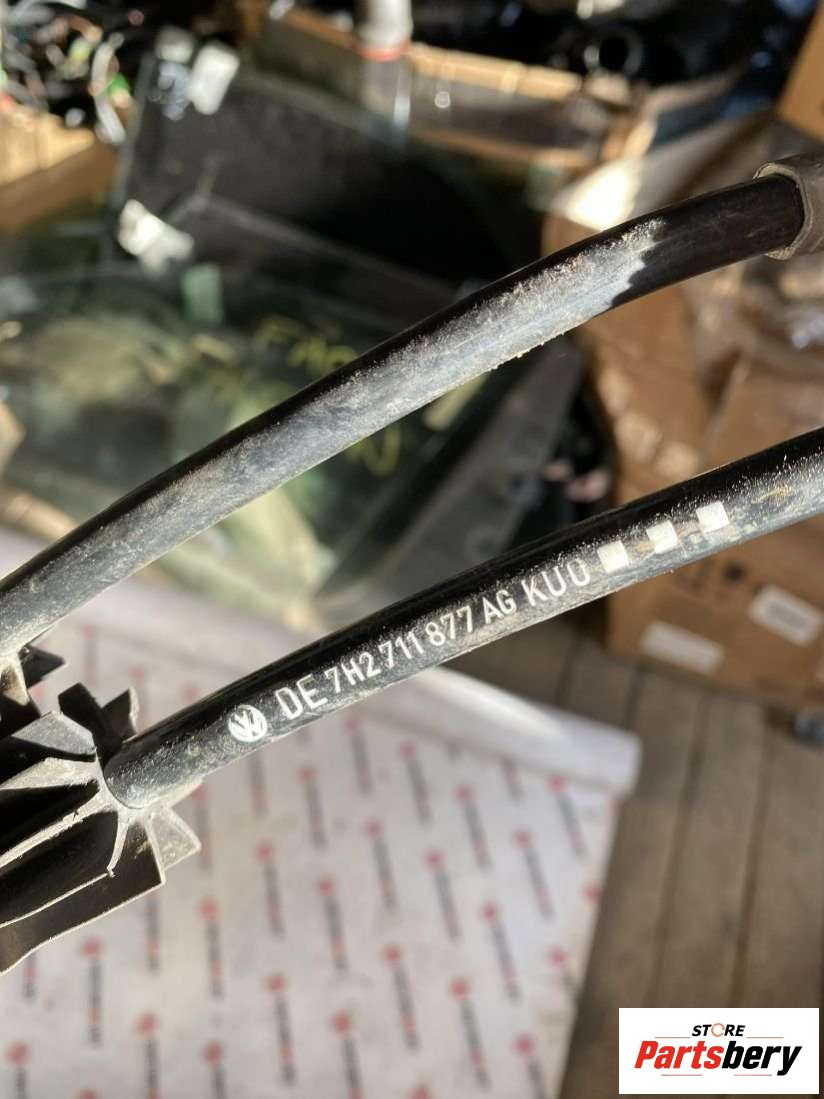 DE 7H2 711 877 AG KUO
STORE
Partsbery